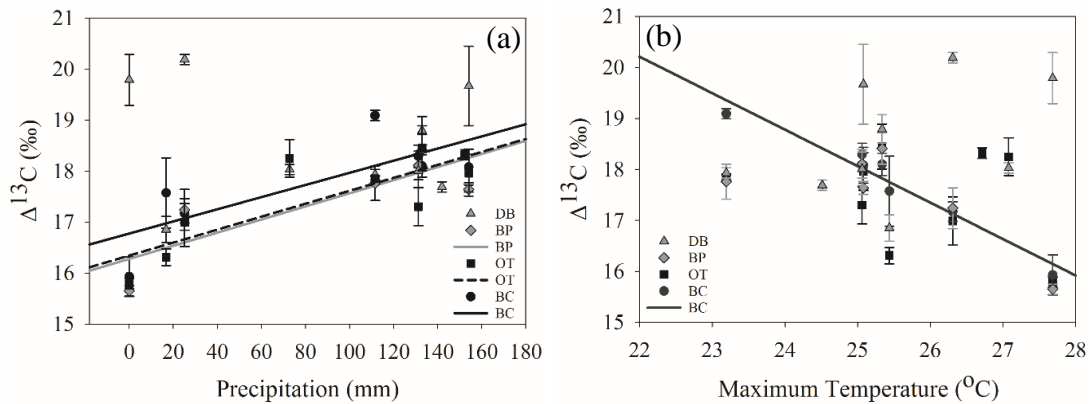 (a)
21
20
19
18
17
16
15
Δ13C (‰)
0 20 40 60 80 100 120 140 160 180
Precipitation (mm)
DB
BP
BP
OT
OT
BC
BC
(b)
21
20
19
18
17
16
15
Δ13C (‰)
22 23 24 25 26 27 28
Maximum Temperature (oC)
DB
BP
OT
BC
BC